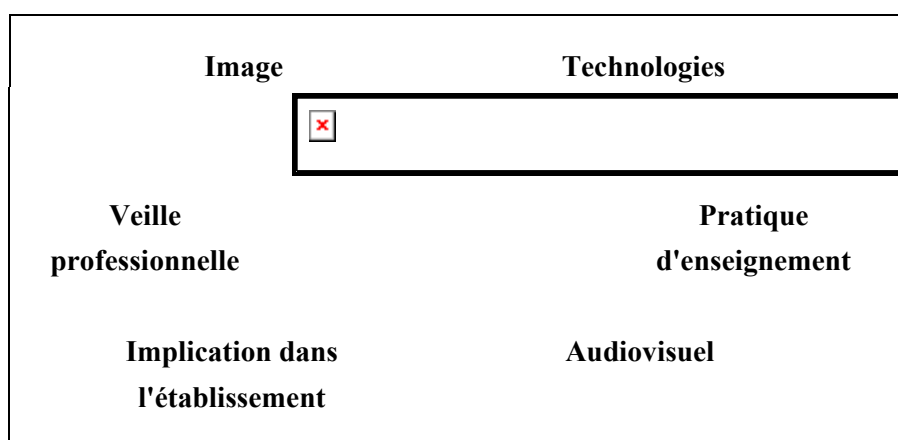 Image Technologies
Veille Pratique
professionnelle d'enseignement
Implication dans Audiovisuel
l'établissement